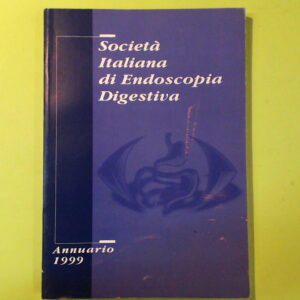 Società
Italiana
di Endoscopia
Digestiva
Annuario
1999